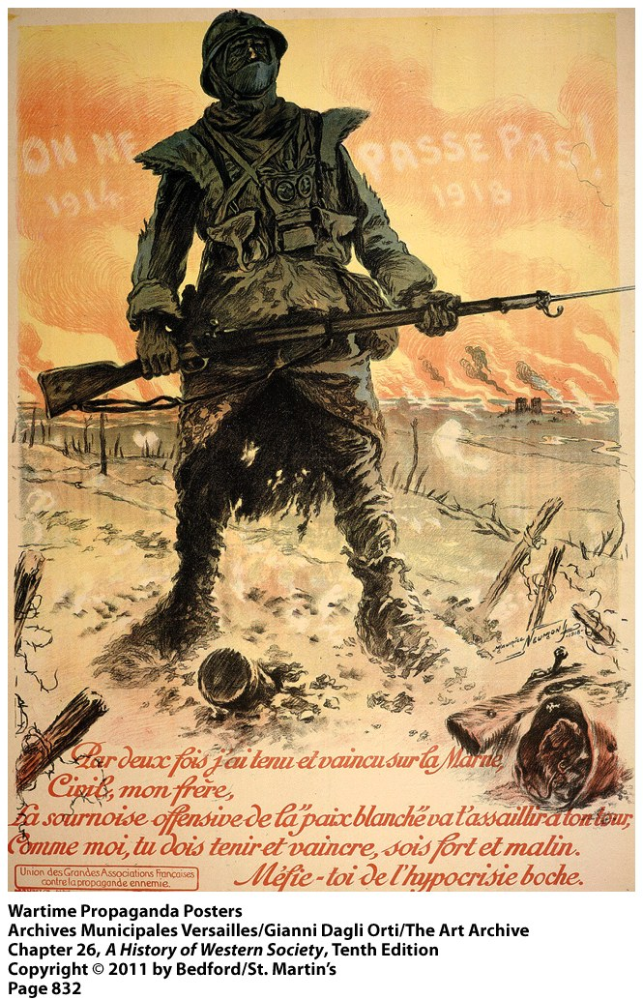 ON NE PASSE PAS!
1914 1918
MAURICE NEUMONT
1918
Par deux fois j'ai tenu et vaincu sur la Marne,
Civil, mon frère,
La sournoise offensive de la "paix blanche" va t'assaillir à ton tour,
Comme moi, tu dois tenir et vaincre, sois fort et malin.
Méfie-toi de l'hypocrisie boche.
Union des Grandes Associations Françaises
contre la propagande ennemie.
Wartime Propaganda Posters
Archives Municipales Versailles/Gianni Dagli Orti/The Art Archive
Chapter 26, A History of Western Society, Tenth Edition
Copyright © 2011 by Bedford/St. Martin's
Page 832